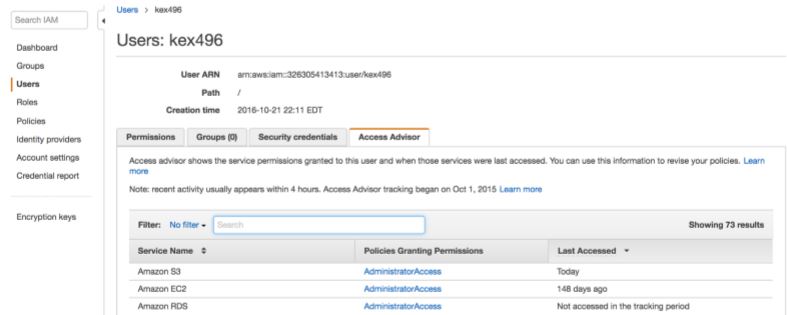 Users > kex496
Search IAM
Users: kex496
Dashboard
Groups
Users
Roles
Policies
Identity providers
Account settings
Credential report
Encryption keys
User ARN arn:aws:iam::326305413413:user/kex496
Path /
Creation time 2016-10-21 22:11 EDT
Permissions Groups (0) Security credentials Access Advisor
Access advisor shows the service permissions granted to this user and when those services were last accessed. You can use this information to revise your policies. Learn
more
Note: recent activity usually appears within 4 hours. Access Advisor tracking began on Oct 1, 2015 Learn more
Filter: No filter Search Showing 73 results
Service Name Policies Granting Permissions Last Accessed
Amazon S3 AdministratorAccess Today
Amazon EC2 AdministratorAccess 148 days ago
Amazon RDS AdministratorAccess Not accessed in the tracking period